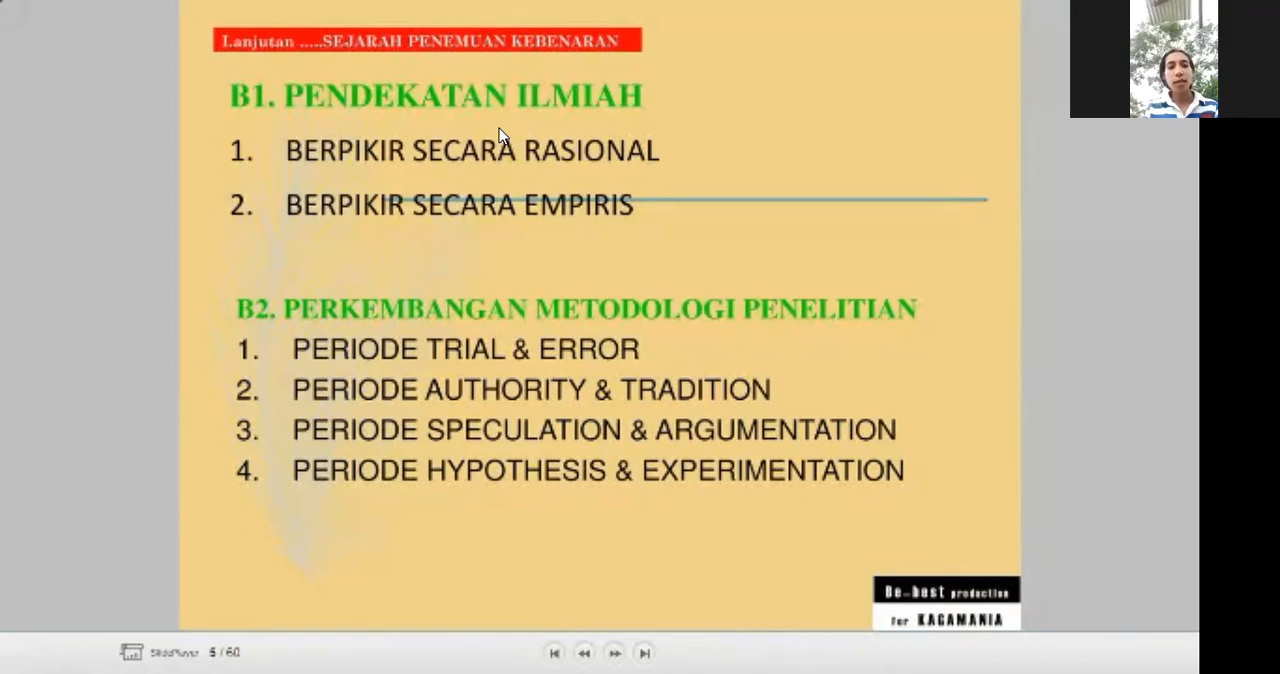 Lanjutan .....SEJARAH PENEMUAN KEBENARAN
B1. PENDEKATAN ILMIAH
1. BERPIKIR SECARA RASIONAL
2. BERPIKIR SECARA EMPIRIS
B2. PERKEMBANGAN METODOLOGI PENELITIAN
1. PERIODE TRIAL & ERROR
2. PERIODE AUTHORITY & TRADITION
3. PERIODE SPECULATION & ARGUMENTATION
4. PERIODE HYPOTHESIS & EXPERIMENTATION
Be-best production
for KAGAMANIA
SlidePlayer 5 / 60